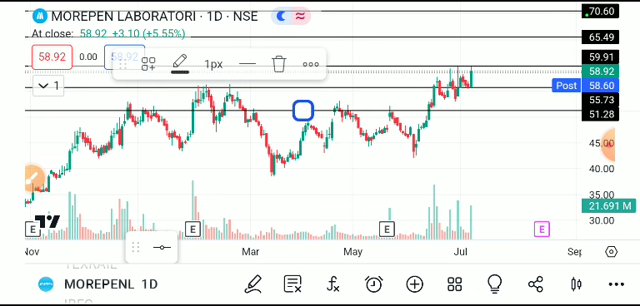 MOREPEN LABORATORI · 1D · NSE
At close: 58.92 +3.10 (+5.55%)
58.92 0.00 58.92
1px
1
70.60
65.49
59.91
58.92
Post 58.60
55.73
51.28
45.00
40.00
35.00
30.00
21.691 M
E E E E
Nov Mar May Jul Sep
MOREPENL 1D